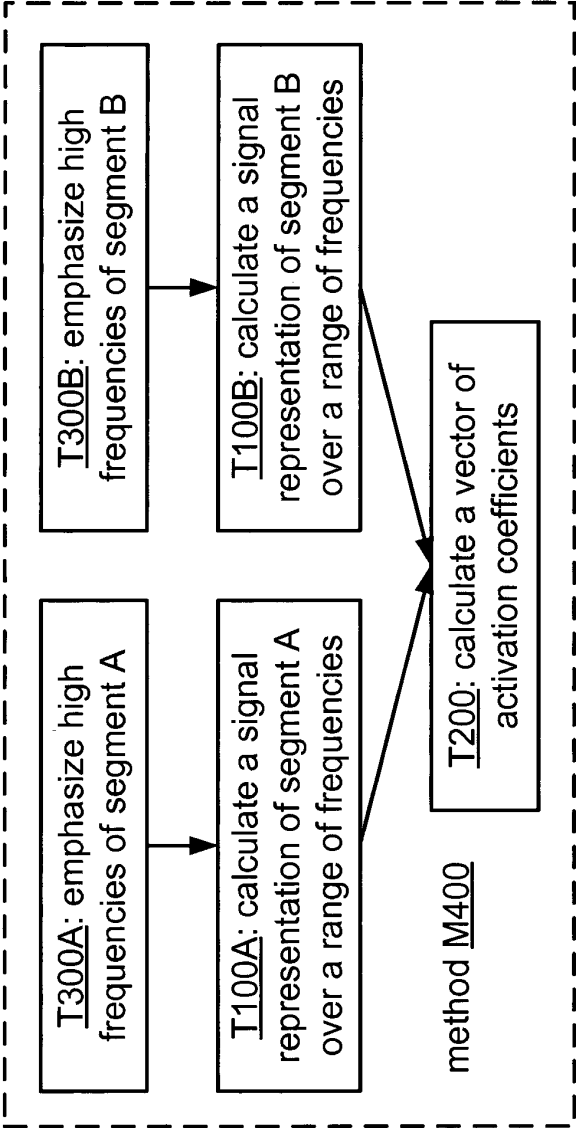 T300A: emphasize high
frequencies of segment A
T300B: emphasize high
frequencies of segment B
T100A: calculate a signal
representation of segment A
over a range of frequencies
T100B: calculate a signal
representation of segment B
over a range of frequencies
T200: calculate a vector of
activation coefficients
method M400